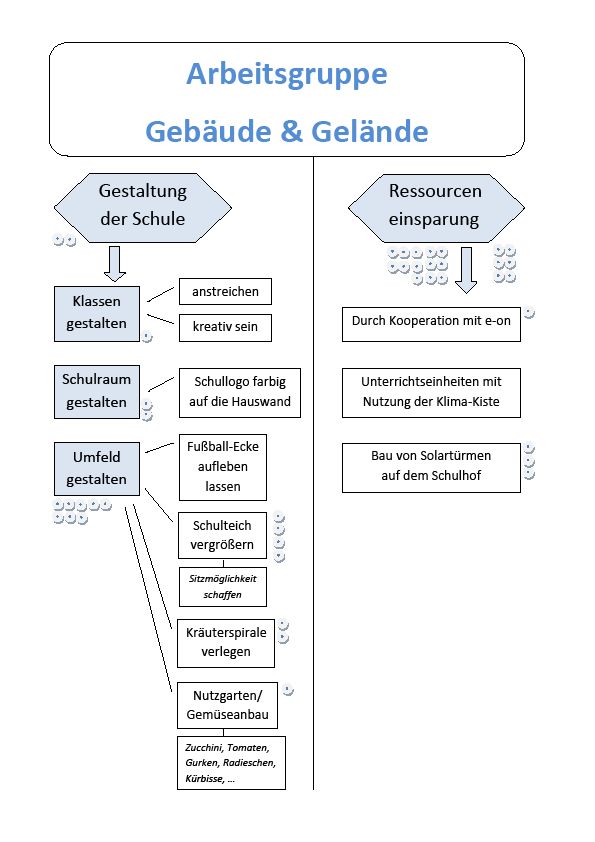 Arbeitsgruppe
Gebäude & Gelände
Gestaltung
der Schule
Klassen
gestalten
anstreichen
kreativ sein
Schulraum
gestalten
Schullogo farbig
auf die Hauswand
Umfeld
gestalten
Fußball-Ecke
aufleben
lassen
Schulteich
vergrößern
Sitzmöglichkeit
schaffen
Kräuterspirale
verlegen
Nutzgarten/
Gemüseanbau
Zucchini, Tomaten,
Gurken, Radieschen,
Kürbisse, ...
Ressourcen
einsparung
Durch Kooperation mit e-on
Unterrichtseinheiten mit
Nutzung der Klima-Kiste
Bau von Solartürmen
auf dem Schulhof